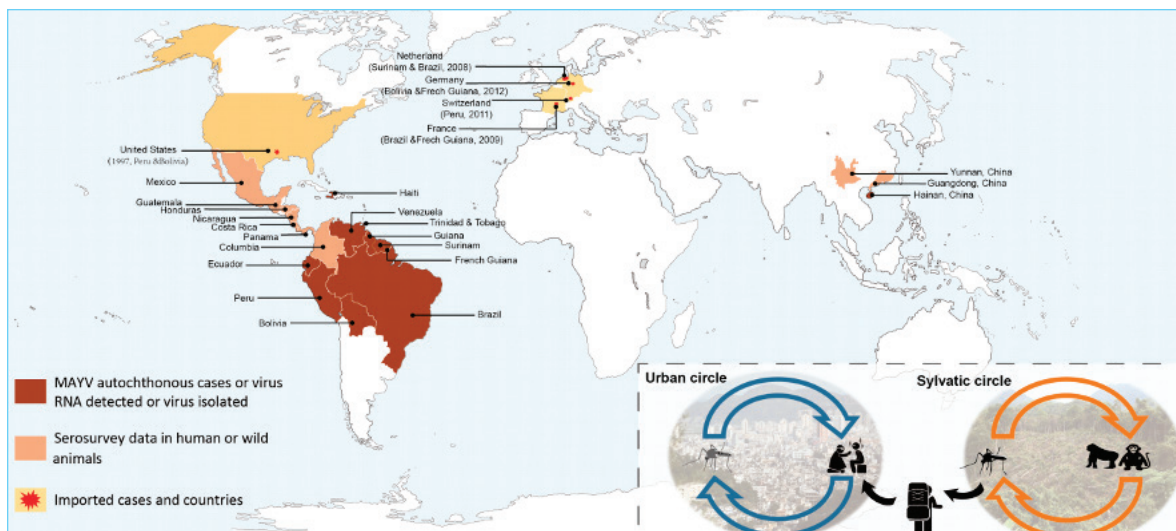 Netherland
(Surinam & Brazil, 2008)
Germany
(Bolivia &Frech Guiana, 2012)
Switzerland
(Peru, 2011)
France
(Brazil &Frech Guiana, 2009)
United States
(1997, Peru &Bolivia)
Mexico
Guatemala
Honduras
Nicaragua
Costa Rica
Panama
Columbia
Ecuador
Peru
Bolivia
Haiti
Venezuela
Trinidad & Tobago
Guiana
Surinam
French Guiana
Brazil
Yunnan, China
Guangdong, China
Hainan, China
MAYV autochthonous cases or virus
RNA detected or virus isolated
Serosurvey data in human or wild
animals
Imported cases and countries
Urban circle
Sylvatic circle